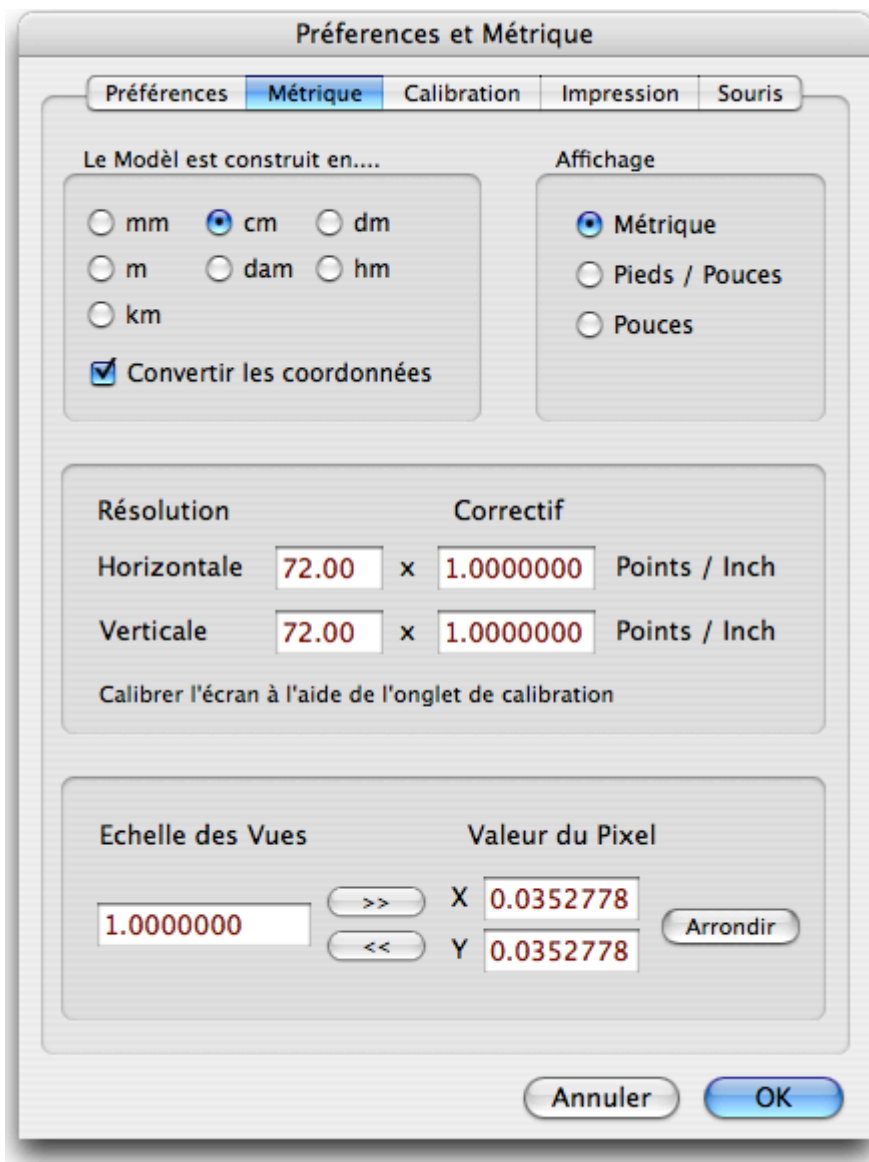 Préferences et Métrique
Préférences Métrique Calibration Impression Souris
Le Modèl est construit en....
mm cm dm
m dam hm
km
Convertir les coordonnées
Affichage
Métrique
Pieds / Pouces
Pouces
Résolution Correctif
Horizontale 72.00 x 1.0000000 Points / Inch
Verticale 72.00 x 1.0000000 Points / Inch
Calibrer l'écran à l'aide de l'onglet de calibration
Echelle des Vues Valeur du Pixel
1.0000000
>>
<<
X 0.0352778
Y 0.0352778
Arrondir
Annuler OK